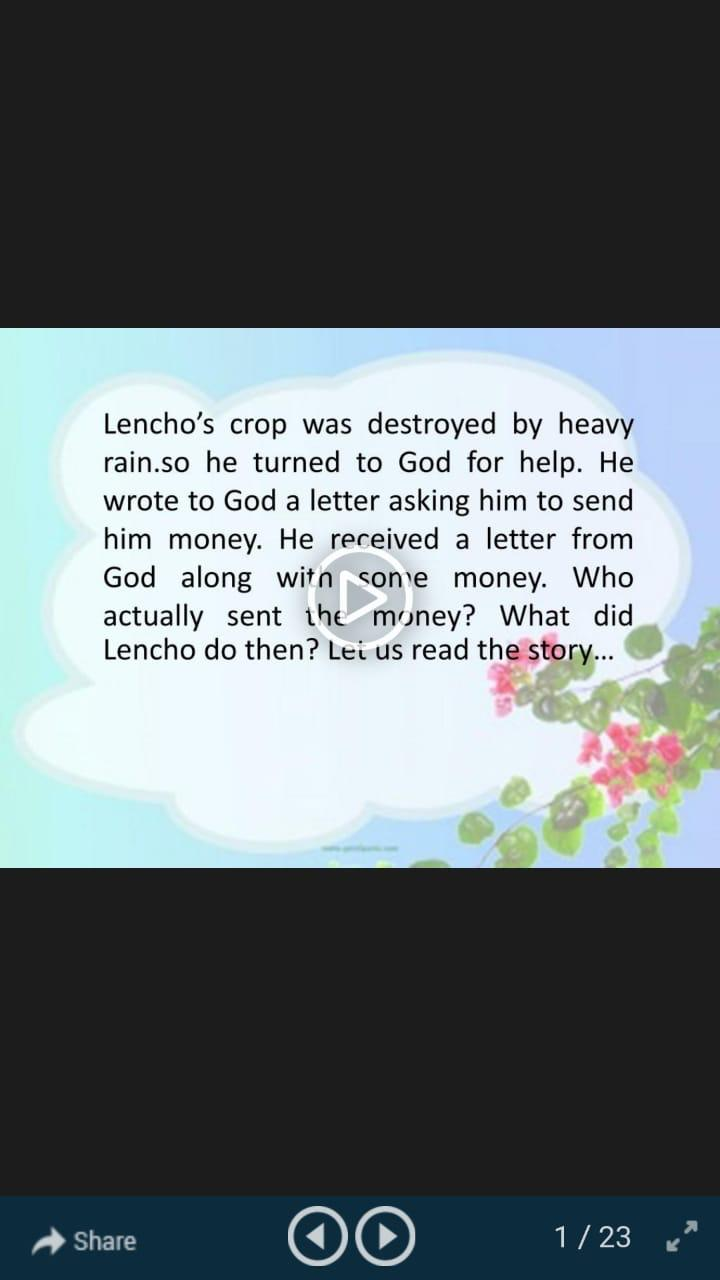 Lencho’s crop was destroyed by heavy
rain.so he turned to God for help. He
wrote to God a letter asking him to send
him money. He received a letter from
God along with some money. Who
actually sent the money? What did
Lencho do then? Let us read the story...
Share
1 / 23